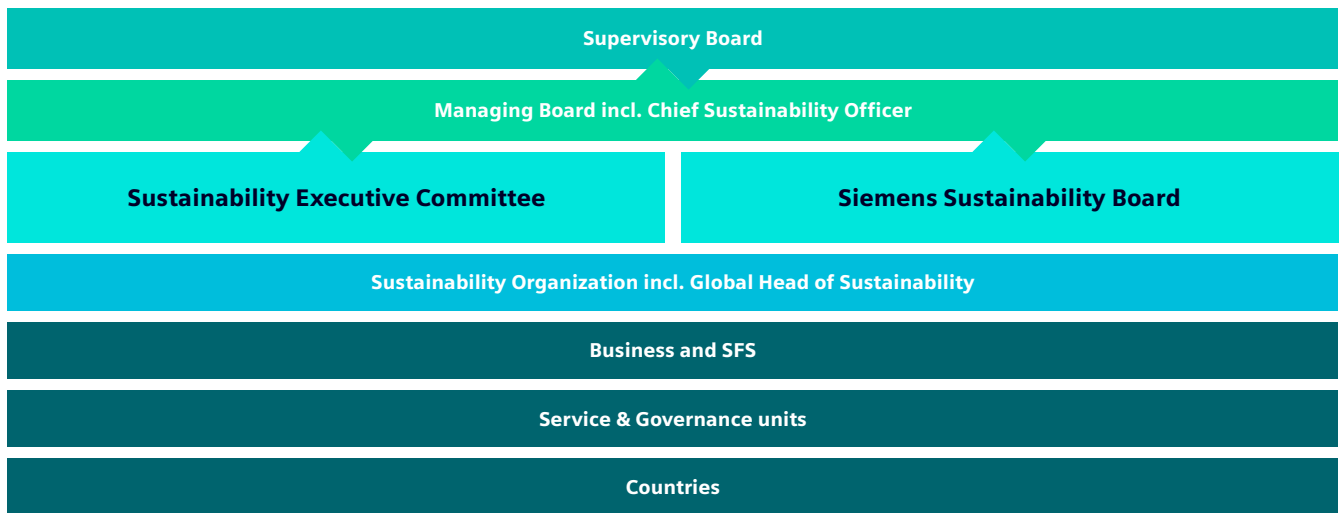 Supervisory Board
Managing Board incl. Chief Sustainability Officer
Sustainability Executive Committee
Siemens Sustainability Board
Sustainability Organization incl. Global Head of Sustainability
Business and SFS
Service & Governance units
Countries